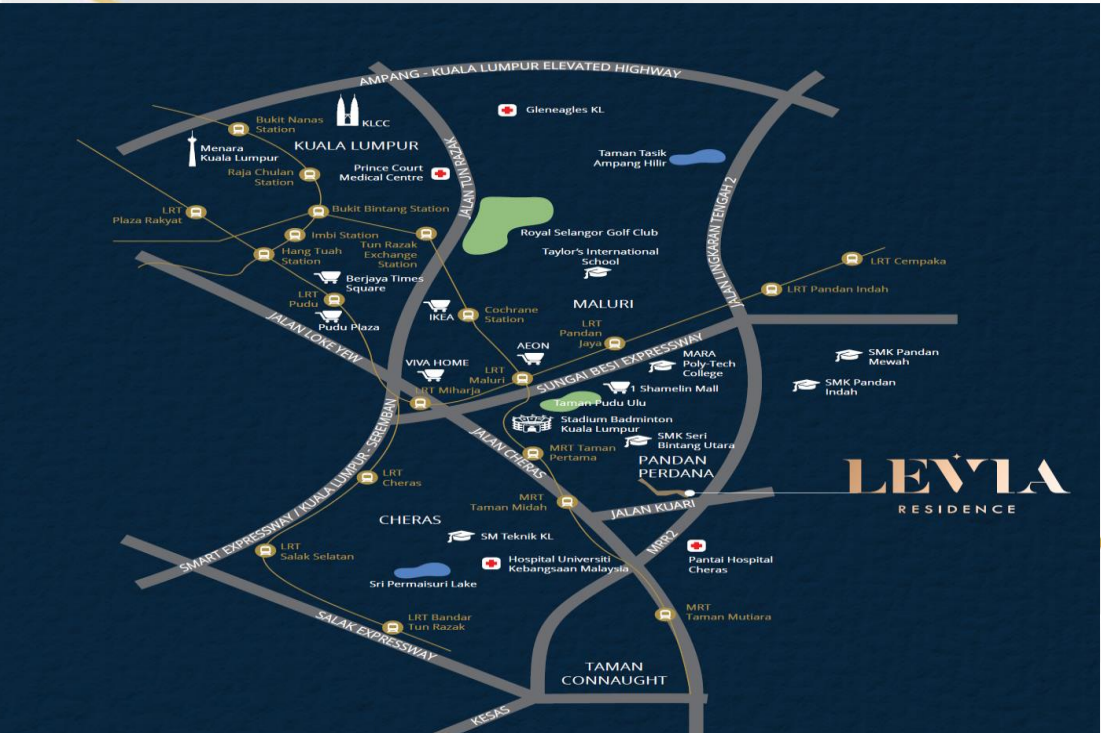 AMPANG - KUALA LUMPUR ELEVATED HIGHWAY
Gleneagles KL
KLCC
Bukit Nanas
Station
KUALA LUMPUR
Menara
Kuala Lumpur
Prince Court
Medical Centre
JALAN TUN RAZAK
Taman Tasik
Ampang Hilir
Raja Chulan
Station
JALAN LINGKARAN TENGAH 2
LRT
Plaza Rakyat
Bukit Bintang Station
Royal Selangor Golf Club
Imbi Station
Tun Razak
Exchange
Station
Hang Tuah
Station
Taylor's International
School
LRT Cempaka
Berjaya Times
Square
LRT Pandan Indah
LRT
Pudu
MALURI
IKEA
Cochrane
Station
Pudu Plaza
JALAN LOKE YEW
LRT
Pandan
Jaya
AEON
SUNGAI BESI EXPRESSWAY
VIVA HOME
LRT
Maluri
MARA
Poly-Tech
College
SMK Pandan
Mewah
SMK Pandan
Indah
LRT Miharja
1 Shamelin Mall
Taman Pudu Ulu
Stadium Badminton
Kuala Lumpur
SMK Seri
Bintang Utara
JALAN CHERAS
MRT Taman
Pertama
PANDAN
PERDANA
LEVIA
RESIDENCE
SMART EXPRESSWAY / KUALA LUMPUR - SEREMBAN
LRT
Cheras
MRT
Taman Midah
JALAN KUARI
CHERAS
SM Teknik KL
MRR2
LRT
Salak Selatan
Hospital Universiti
Kebangsaan Malaysia
Pantai Hospital
Cheras
Sri Permaisuri Lake
LRT Bandar
Tun Razak
MRT
Taman Mutiara
SALAK EXPRESSWAY
TAMAN
CONNAUGHT
KESAS